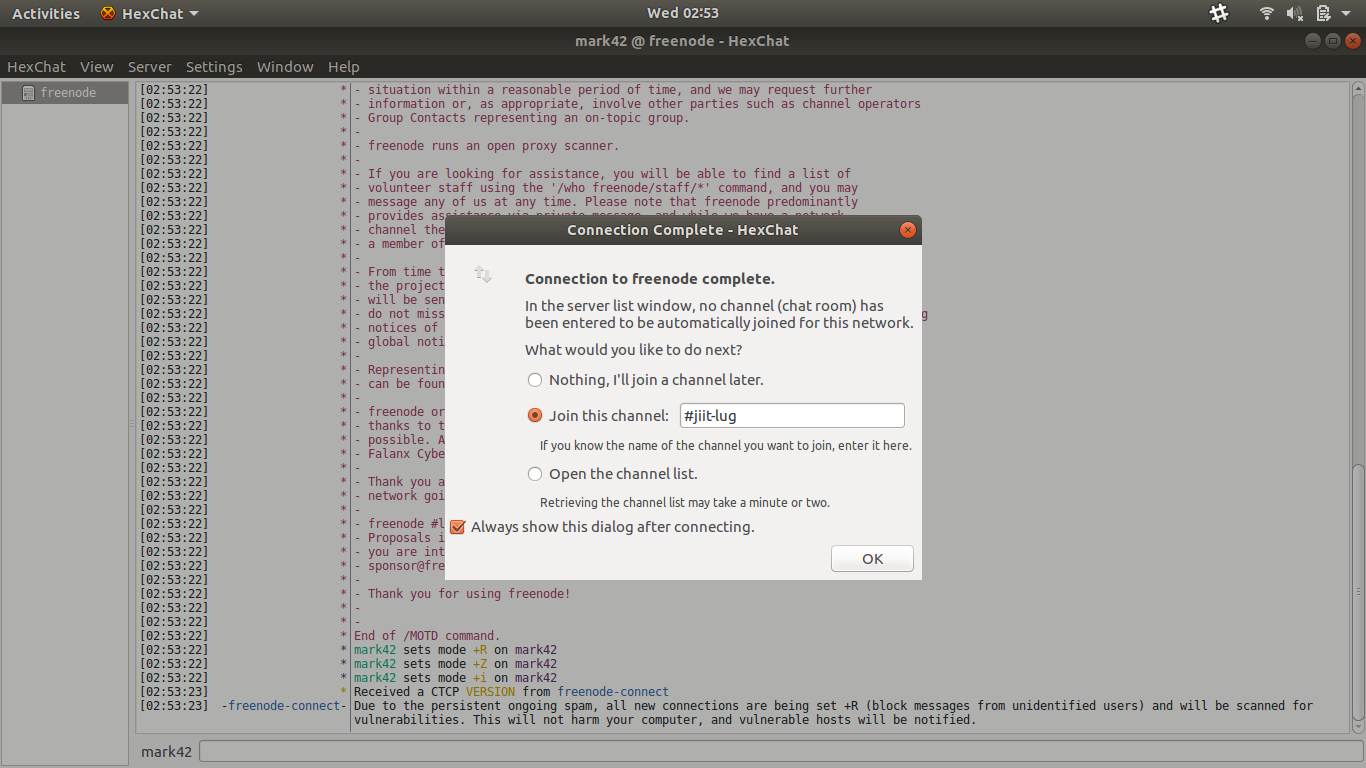 Activities HexChat Wed 02:53
mark42 @ freenode - HexChat
HexChat View Server Settings Window Help
freenode
[02:53:22] * - situation within a reasonable period of time, and we may request further
[02:53:22] * - information or, as appropriate, involve other parties such as channel operators
[02:53:22] * - Group Contacts representing an on-topic group.
[02:53:22] * -
[02:53:22] * - freenode runs an open proxy scanner.
[02:53:22] * -
[02:53:22] * - If you are looking for assistance, you will be able to find a list of
[02:53:22] * - volunteer staff using the '/who freenode/staff/*' command, and you may
[02:53:22] * - message any of us at any time. Please note that freenode predominantly
[02:53:22] * - provides assistance via private message, and while we have a network
[02:53:22] * - channel the
[02:53:22] * - a member of
[02:53:22] * -
[02:53:22] * - From time t
[02:53:22] * - the project
[02:53:22] * - will be sen
[02:53:22] * - do not miss g
[02:53:22] * - notices of
[02:53:22] * - global noti
[02:53:22] * -
[02:53:22] * - Representin
[02:53:22] * - can be foun
[02:53:22] * -
[02:53:22] * - freenode or
[02:53:22] * - thanks to t
[02:53:22] * - possible. A
[02:53:22] * - Falanx Cybe
[02:53:22] * -
[02:53:22] * - Thank you a
[02:53:22] * - network goi
[02:53:22] * -
[02:53:22] * - freenode #l
[02:53:22] * - Proposals i
[02:53:22] * - you are int
[02:53:22] * - sponsor@fre
[02:53:22] * -
[02:53:22] * - Thank you for using freenode!
[02:53:22] * -
[02:53:22] * -
[02:53:22] * End of /MOTD command.
[02:53:22] * mark42 sets mode +R on mark42
[02:53:22] * mark42 sets mode +Z on mark42
[02:53:22] * mark42 sets mode +i on mark42
[02:53:23] * Received a CTCP VERSION from freenode-connect
[02:53:23] -freenode-connect- Due to the persistent ongoing spam, all new connections are being set +R (block messages from unidentified users) and will be scanned for
vulnerabilities. This will not harm your computer, and vulnerable hosts will be notified.
mark42
Connection Complete - HexChat
Connection to freenode complete.
In the server list window, no channel (chat room) has
been entered to be automatically joined for this network.
What would you like to do next?
Nothing, I'll join a channel later.
Join this channel: #jiit-lug
If you know the name of the channel you want to join, enter it here.
Open the channel list.
Retrieving the channel list may take a minute or two.
Always show this dialog after connecting.
OK